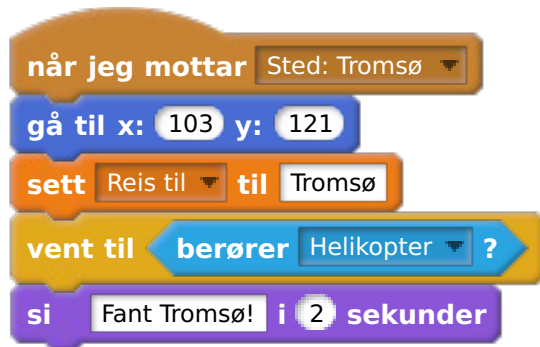 når jeg mottar Sted: Tromsø
gå til x: 103 y: 121
sett Reis til til Tromsø
vent til berører Helikopter ?
si Fant Tromsø! i 2 sekunder